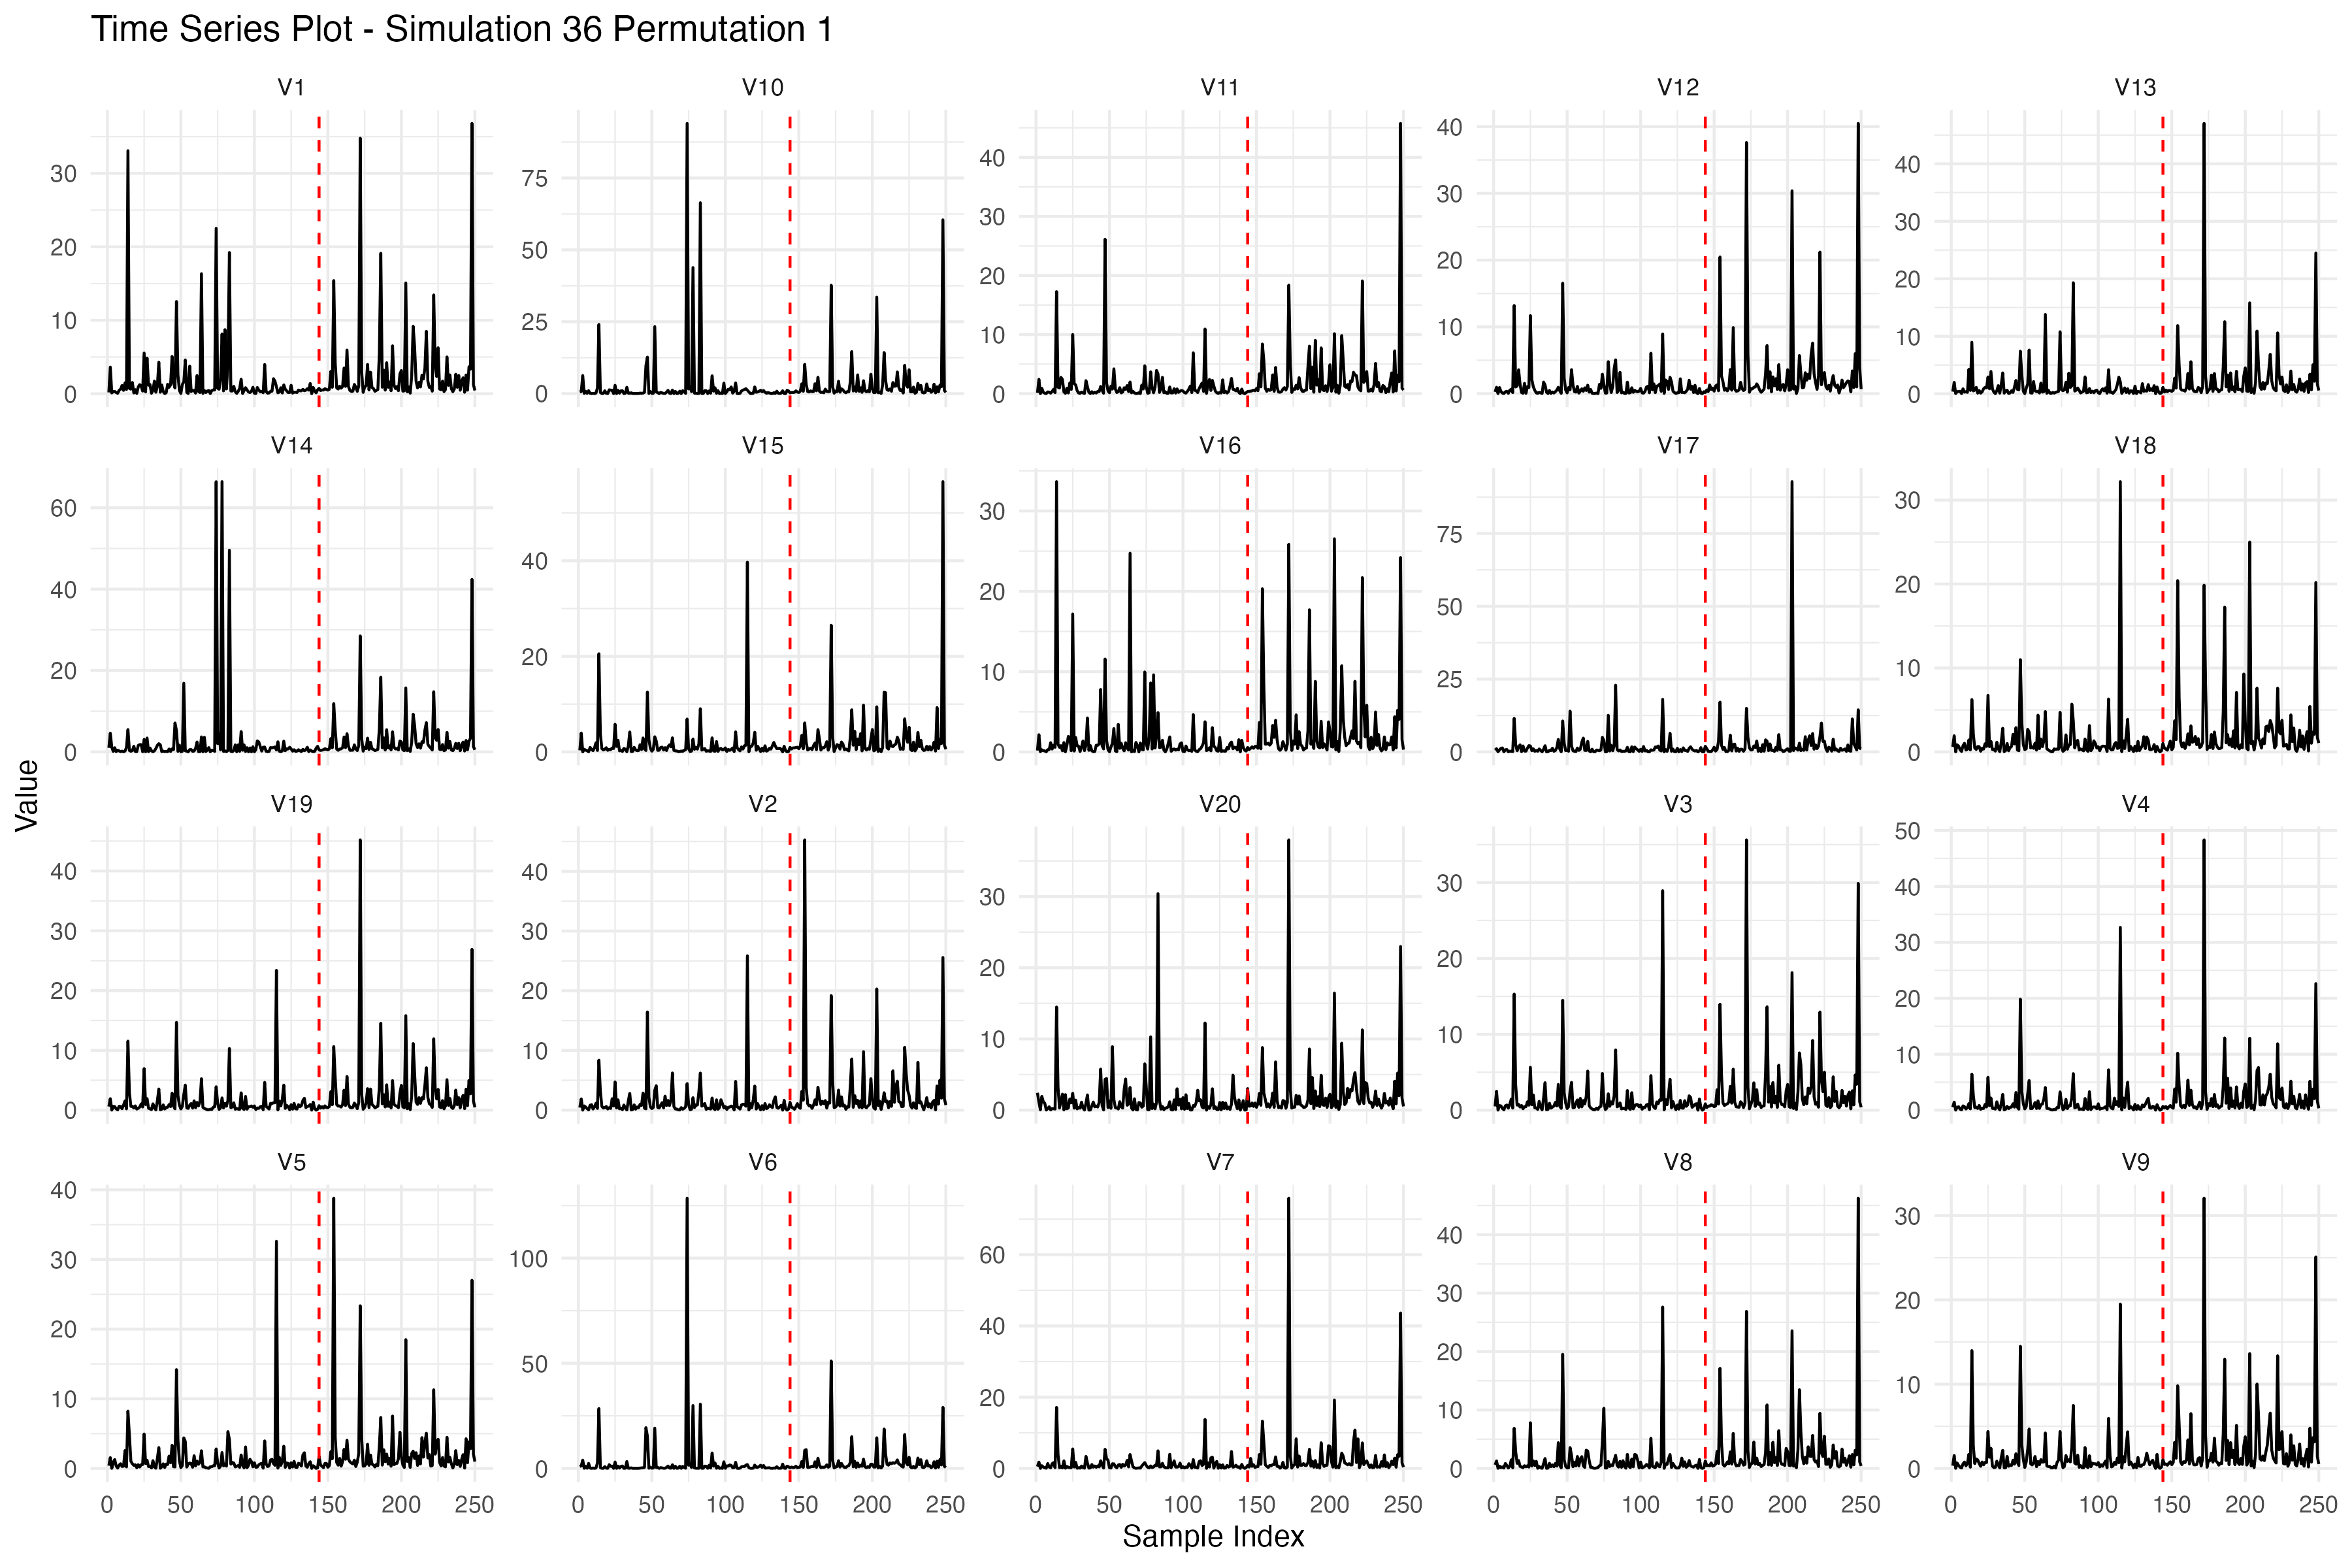 Time Series Plot - Simulation 36 Permutation 1
V1 V10 V11 V12 V13
30 20 10 0
75 50 25 0
40 30 20 10 0
40 30 20 10 0
40 30 20 10 0
V14 V15 V16 V17 V18
60 40 20 0
40 20 0
30 20 10 0
75 50 25 0
30 20 10 0
Value
V19 V2 V20 V3 V4
40 30 20 10 0
40 30 20 10 0
30 20 10 0
30 20 10 0
50 40 30 20 10 0
V5 V6 V7 V8 V9
40 30 20 10 0
100 50 0
60 40 20 0
40 30 20 10 0
30 20 10 0
0 50 100 150 200 250 0 50 100 150 200 250 0 50 100 150 200 250 0 50 100 150 200 250 0 50 100 150 200 250
Sample Index